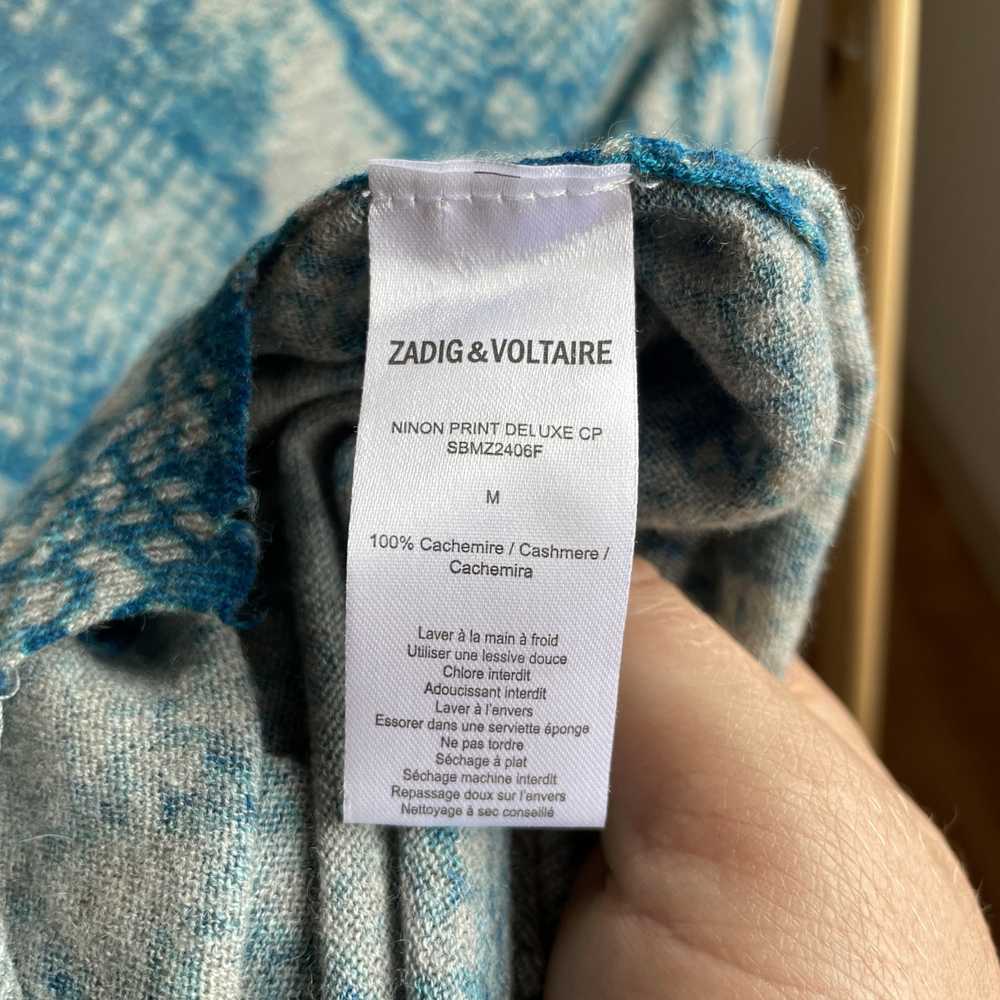 ZADIG & VOLTAIRE
NINON PRINT DELUXE CP
SBMZ2406F
M
100% Cachemire / Cashmere /
Cachemira
Laver à la main à froid
Utiliser une lessive douce
Chlore interdit
Adoucissant interdit
Laver à l'envers
Essorer dans une serviette éponge
Ne pas tordre
Séchage à plat
Séchage machine interdit
Repassage doux sur l'envers
Nettoyage à sec conseillé